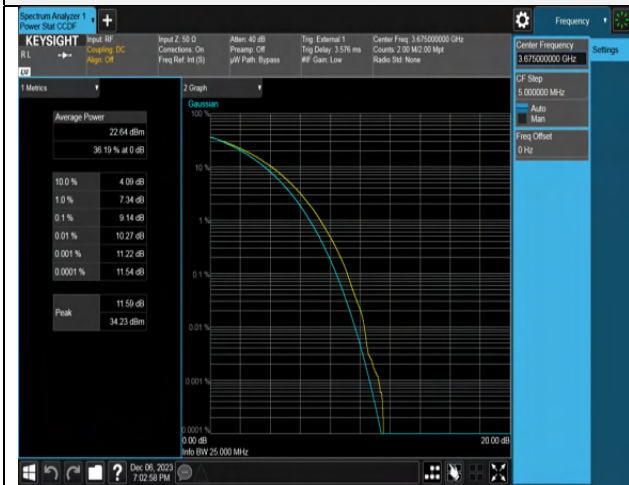 Spectrum Analyzer 1
Power Stat CCDF
Frequency
KEYSIGHT
RL
Input: RF
Coupling: DC
Align: Off
Input Z: 50 Ω
Corrections: On
Freq Ref: Int (S)
Atten: 40 dB
Preamp: Off
µW Path: Bypass
Trig: External 1
Trig Delay: 3.576 ms
#IF Gain: Low
Center Freq: 3.675000000 GHz
Counts: 2.00 M/2.00 Mpt
Radio Std: None
Center Frequency
3.675000000 GHz
Settings
CF Step
5.000000 MHz
Auto
Man
Freq Offset
0 Hz
1 Metrics
Average Power
22.64 dBm
36.19 % at 0 dB
10.0 % 4.09 dB
1.0 % 7.34 dB
0.1 % 9.14 dB
0.01 % 10.27 dB
0.001 % 11.22 dB
0.0001 % 11.54 dB
Peak 11.59 dB
34.23 dBm
2 Graph
Gaussian
100 %
10 %
1 %
0.1 %
0.01 %
0.001 %
0.0001 %
0.00 dB 20.00 dB
Info BW 25.000 MHz
Dec 06, 2023
7:02:58 PM